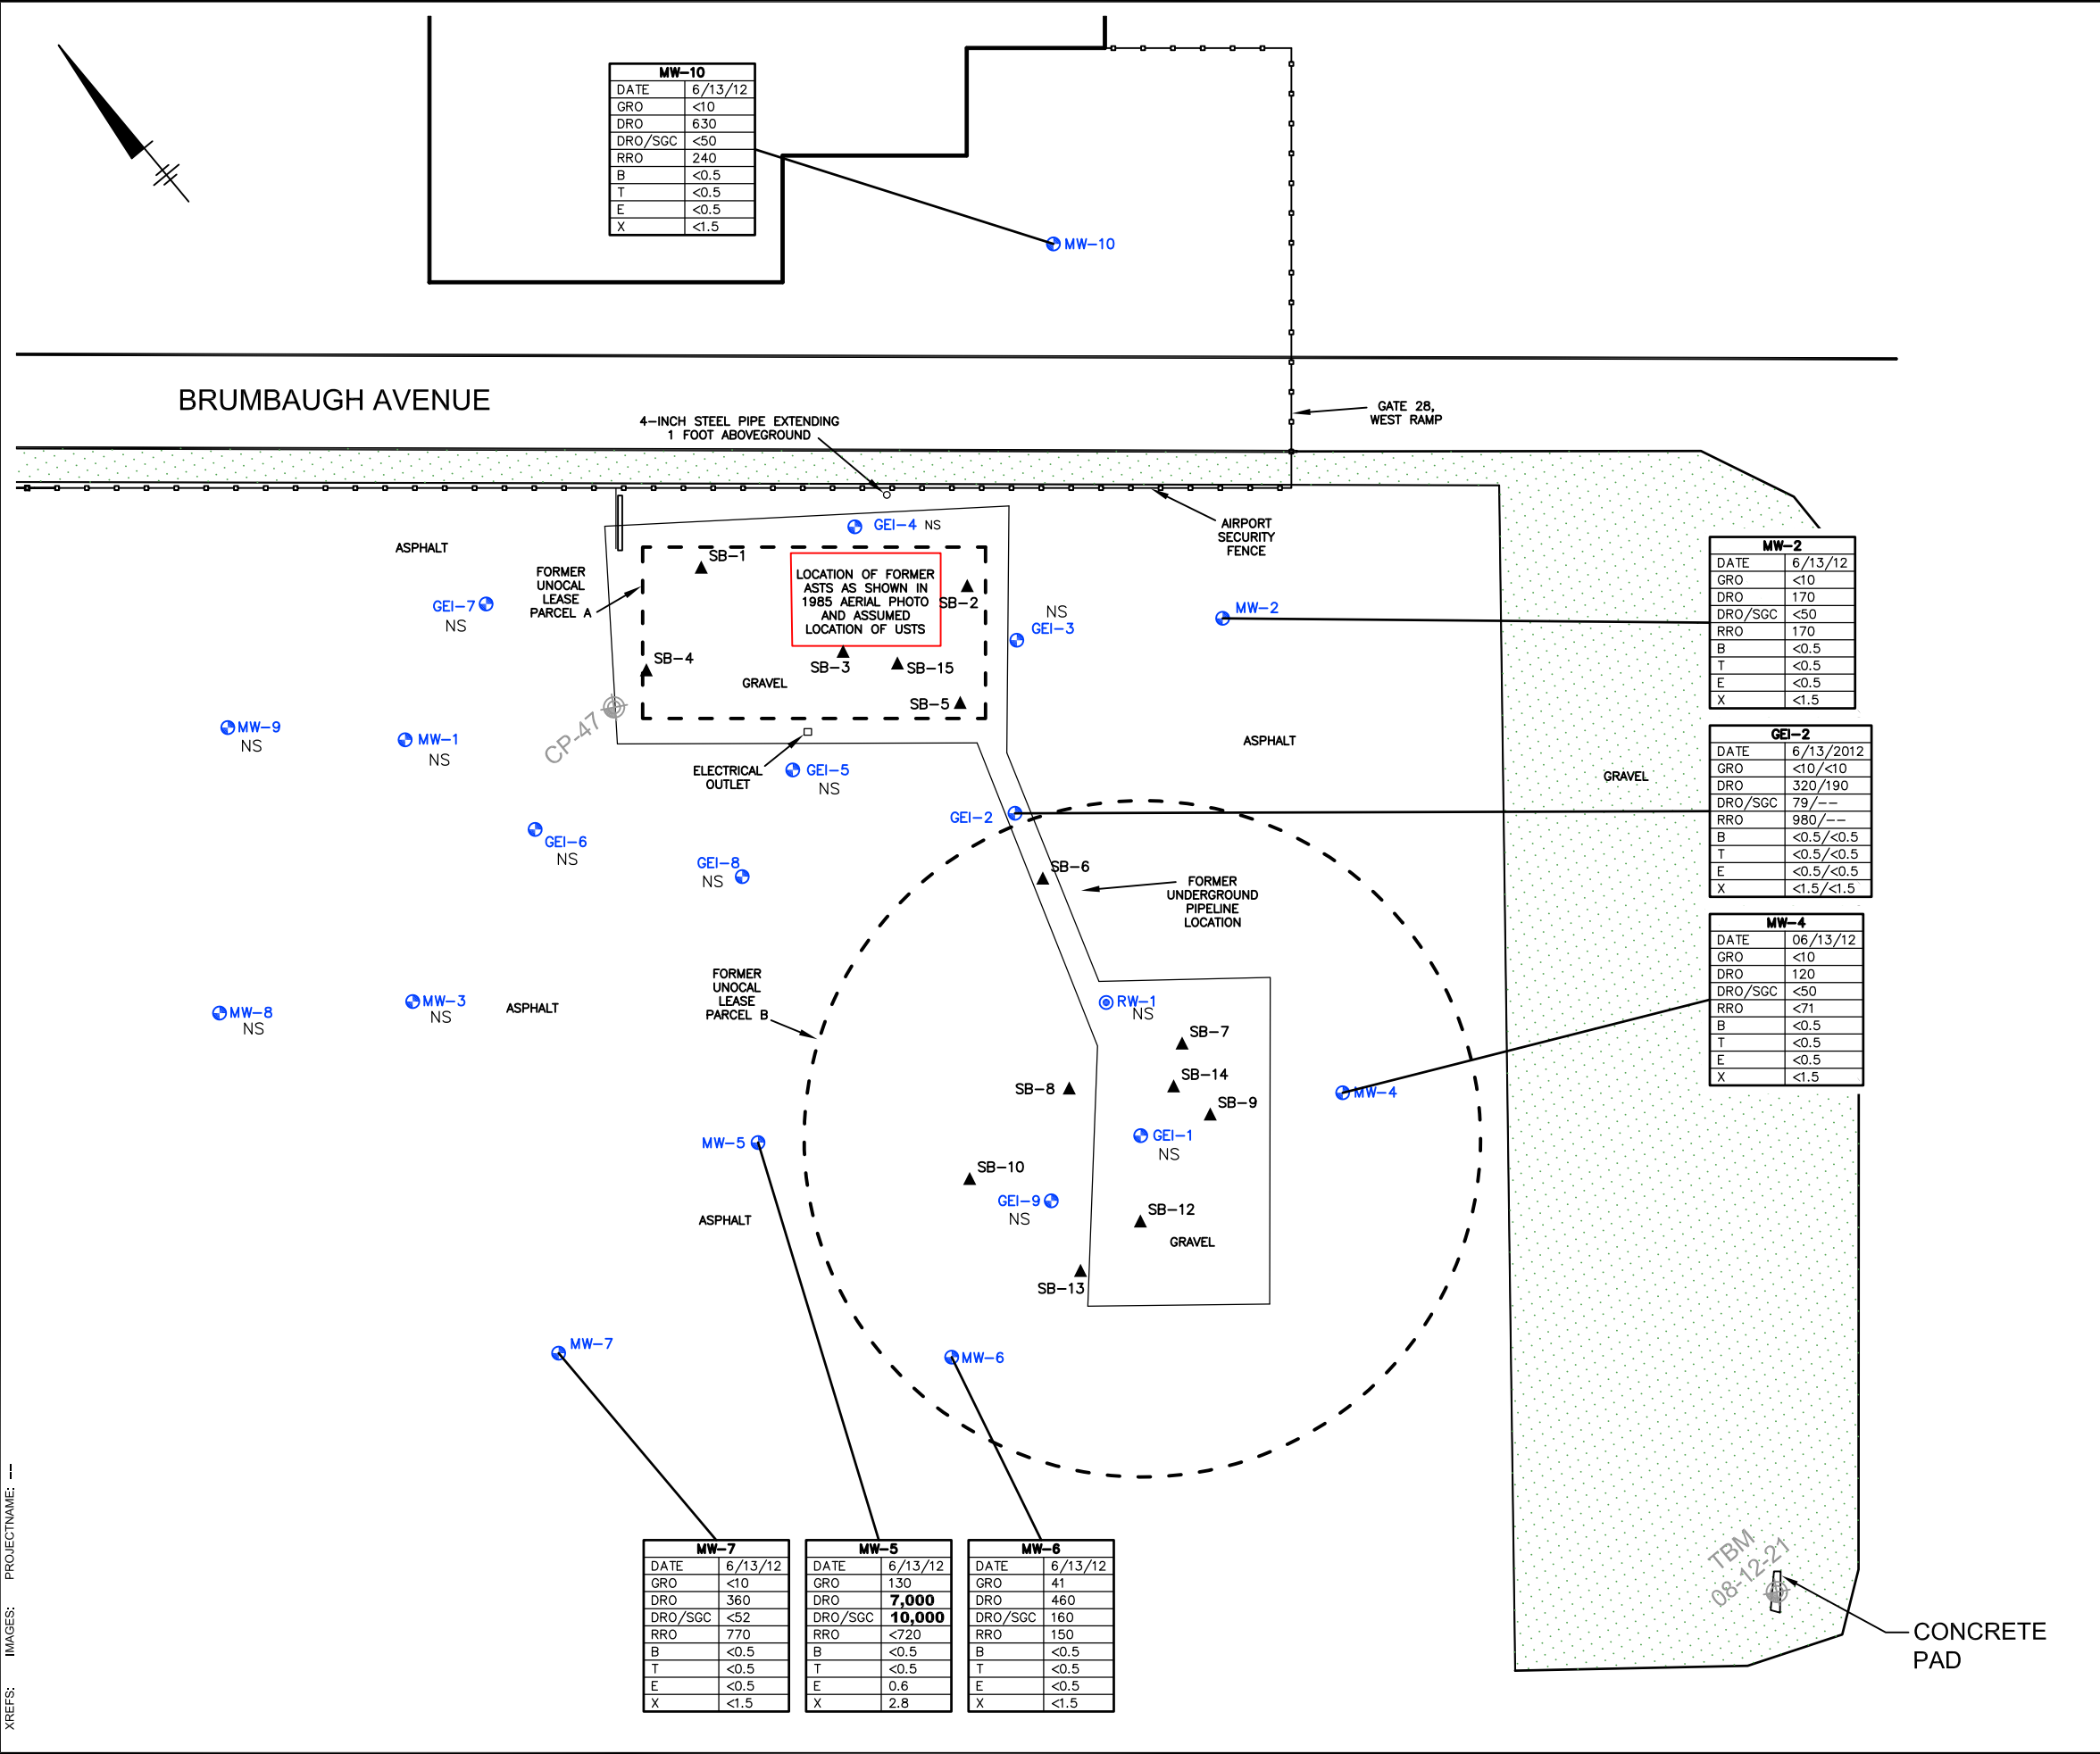 MW-10
DATE 6/13/12
GRO <10
DRO 630
DRO/SGC <50
RRO 240
B <0.5
T <0.5
E <0.5
X <1.5
MW-10
BRUMBAUGH AVENUE
4-INCH STEEL PIPE EXTENDING
1 FOOT ABOVEGROUND
GATE 28,
WEST RAMP
AIRPORT
SECURITY
FENCE
ASPHALT
GEI-4 NS
FORMER
UNOCAL
LEASE
PARCEL A
SB-1
LOCATION OF FORMER
ASTS AS SHOWN IN
1985 AERIAL PHOTO
AND ASSUMED
LOCATION OF USTS
SB-2
GEI-7
NS
NS
GEI-3
MW-2
SB-4
SB-3
SB-15
GRAVEL
SB-5
CP-47
MW-9
NS
MW-1
NS
ELECTRICAL
OUTLET
GEI-5
NS
ASPHALT
GRAVEL
MW-2
DATE 6/13/12
GRO <10
DRO 170
DRO/SGC <50
RRO 170
B <0.5
T <0.5
E <0.5
X <1.5
GEI-2
DATE 6/13/2012
GRO <10/<10
DRO 320/190
DRO/SGC 79/--
RRO 980/--
B <0.5/<0.5
T <0.5/<0.5
E <0.5/<0.5
X <1.5/<1.5
GEI-2
GEI-6
NS
GEI-8
NS
SB-6
FORMER
UNDERGROUND
PIPELINE
LOCATION
MW-4
DATE 06/13/12
GRO <10
DRO 120
DRO/SGC <50
RRO <71
B <0.5
T <0.5
E <0.5
X <1.5
FORMER
UNOCAL
LEASE
PARCEL B
MW-8
NS
MW-3
NS
ASPHALT
RW-1
NS
SB-7
SB-14
SB-8
SB-9
MW-4
MW-5
GEI-1
NS
SB-10
GEI-9
NS
SB-12
GRAVEL
ASPHALT
SB-13
MW-7
MW-6
MW-7
DATE 6/13/12
GRO <10
DRO 360
DRO/SGC <52
RRO 770
B <0.5
T <0.5
E <0.5
X <1.5
MW-5
DATE 6/13/12
GRO 130
DRO 7,000
DRO/SGC 10,000
RRO <720
B <0.5
T <0.5
E 0.6
X 2.8
MW-6
DATE 6/13/12
GRO 41
DRO 460
DRO/SGC 160
RRO 150
B <0.5
T <0.5
E <0.5
X <1.5
TBM
08-12-21
CONCRETE
PAD
XREFS: IMAGES: PROJECTNAME: --